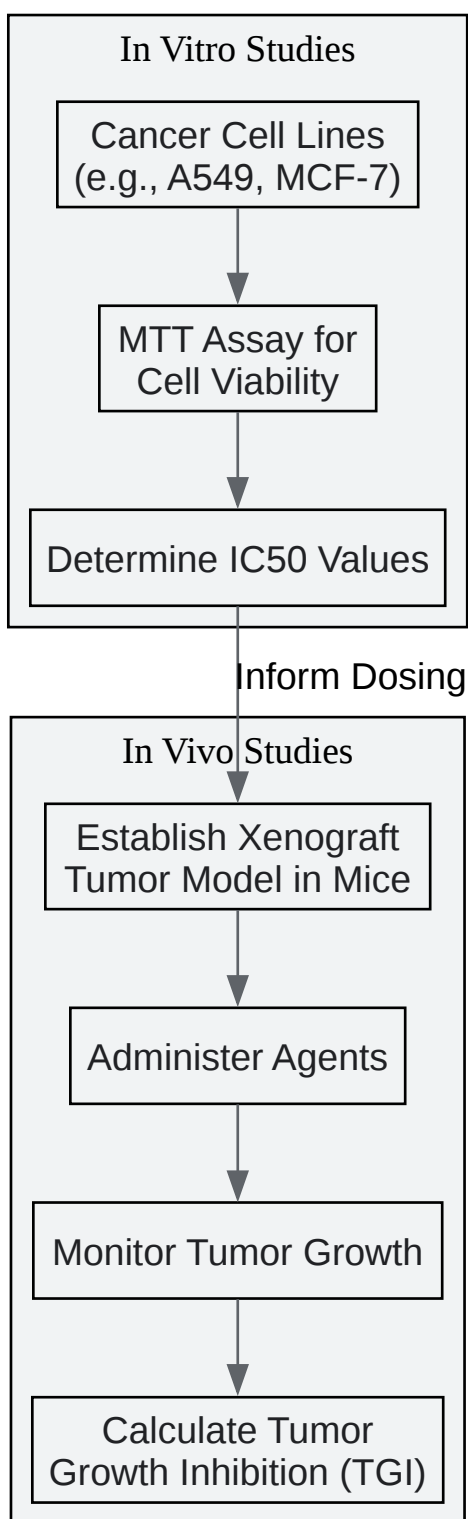 In Vitro Studies
Cancer Cell Lines
(e.g., A549, MCF-7)
MTT Assay for
Cell Viability
Determine IC50 Values
Inform Dosing
In Vivo Studies
Establish Xenograft
Tumor Model in Mice
Administer Agents
Monitor Tumor Growth
Calculate Tumor
Growth Inhibition (TGI)